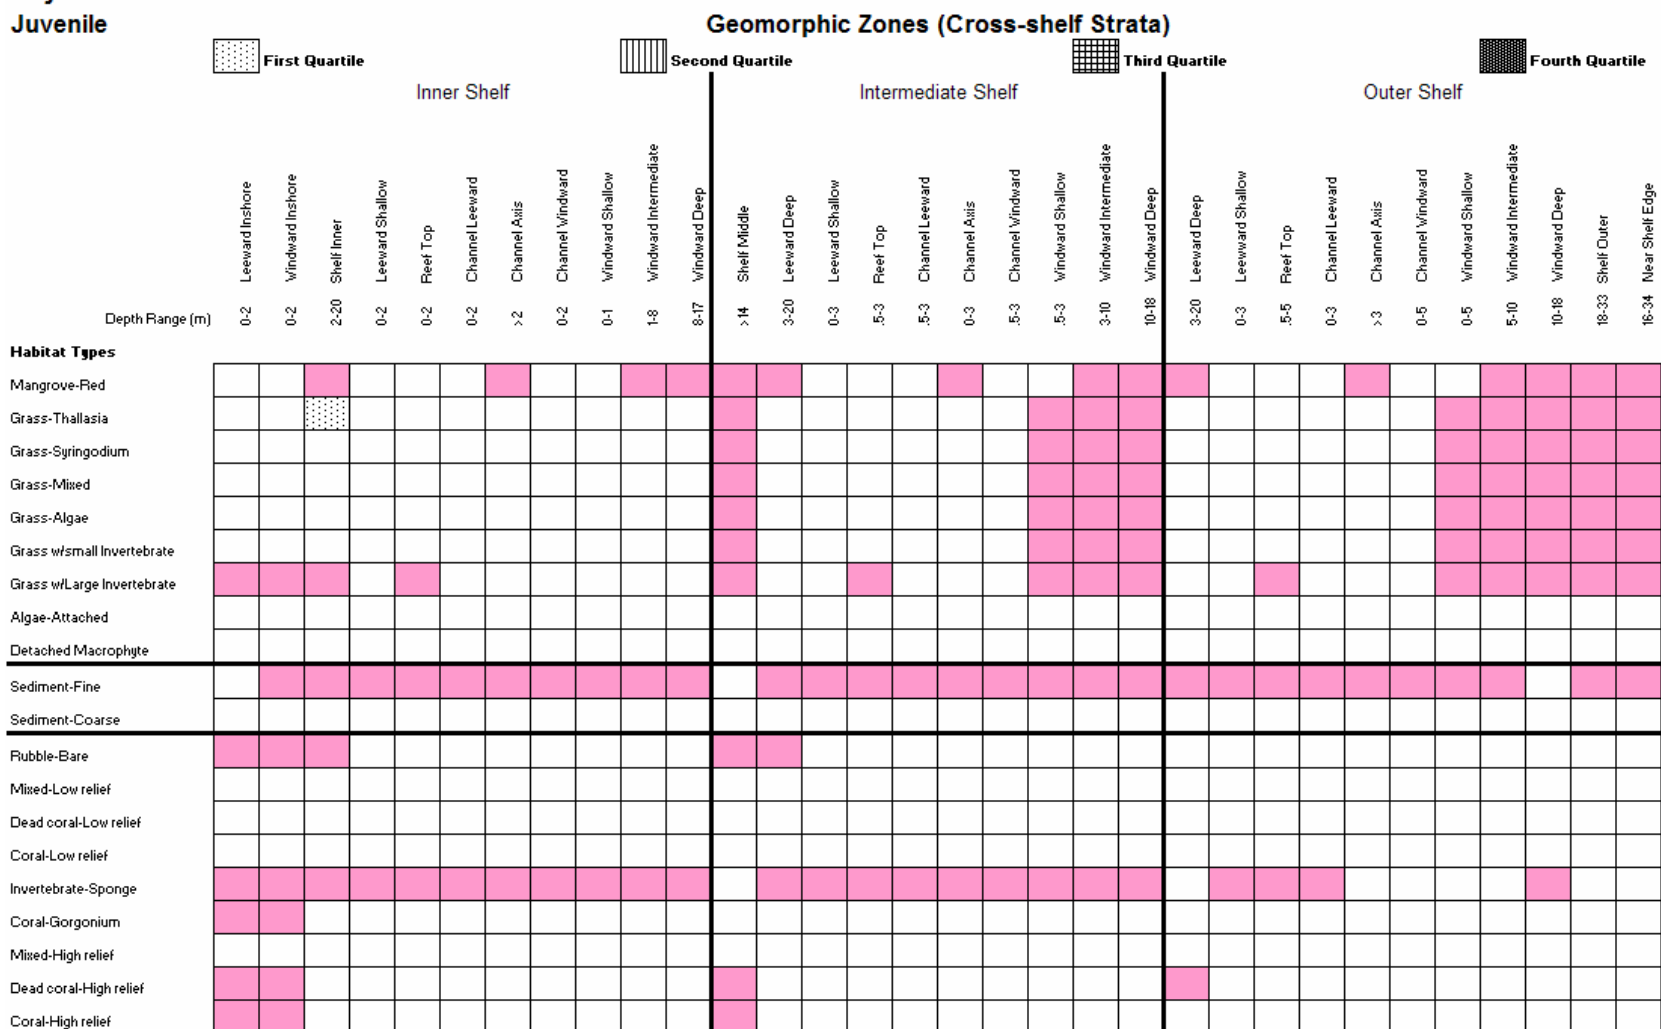 Juvenile
Geomorphic Zones (Cross-shelf Strata)
First Quartile
Second Quartile
Third Quartile
Fourth Quartile
Inner Shelf
Intermediate Shelf
Outer Shelf
Leeward Inshore
Windward Inshore
Shelf Inner
Leeward Shallow
Reef Top
Channel Leeward
Channel Axis
Channel Windward
Windward Shallow
Windward Intermediate
Windward Deep
Shelf Middle
Leeward Deep
Leeward Shallow
Reef Top
Channel Leeward
Channel Axis
Channel Windward
Windward Shallow
Windward Intermediate
Windward Deep
Leeward Deep
Leeward Shallow
Reef Top
Channel Leeward
Channel Axis
Channel Windward
Windward Shallow
Windward Intermediate
Windward Deep
Shelf Outer
Near Shelf Edge
Depth Range (m) 0-2 0-2 2-20 0-2 0-2 0-2 >2 0-2 0-1 1-8 8-17 >14 3-20 0-3 .5-3 .5-3 0-3 .5-3 .5-3 3-10 10-18 3-20 0-3 .5-5 0-3 >3 0-5 0-5 5-10 10-18 18-33 16-34
Habitat Types
Mangrove-Red
Grass-Thallasia
Grass-Syringodium
Grass-Mixed
Grass-Algae
Grass w/small Invertebrate
Grass w/Large Invertebrate
Algae-Attached
Detached Macrophyte
Sediment-Fine
Sediment-Coarse
Rubble-Bare
Mixed-Low relief
Dead coral-Low relief
Coral-Low relief
Invertebrate-Sponge
Coral-Gorgonium
Mixed-High relief
Dead coral-High relief
Coral-High relief